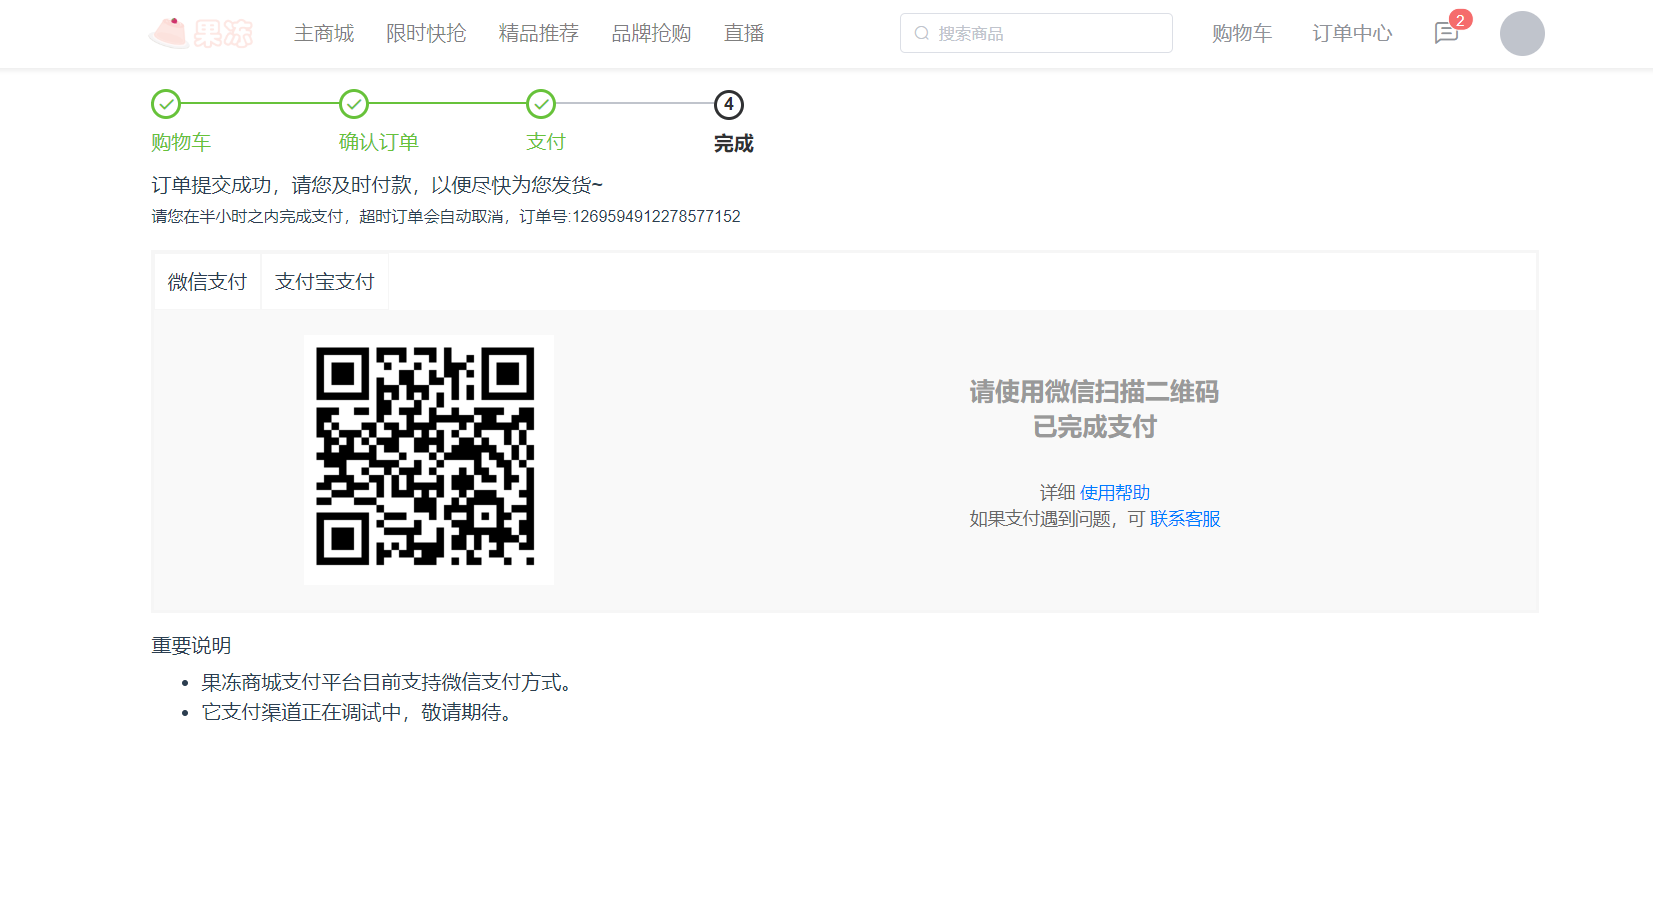 果冻
主商城 限时快抢 精品推荐 品牌抢购 直播 搜索商品 购物车 订单中心 2
4
购物车 确认订单 支付 完成
订单提交成功，请您及时付款，以便尽快为您发货~
请您在半小时之内完成支付，超时订单会自动取消，订单号:1269594912278577152
微信支付 支付宝支付
请使用微信扫描二维码
已完成支付
详细 使用帮助
如果支付遇到问题，可 联系客服
重要说明
• 果冻商城支付平台目前支持微信支付方式。
• 它支付渠道正在调试中，敬请期待。